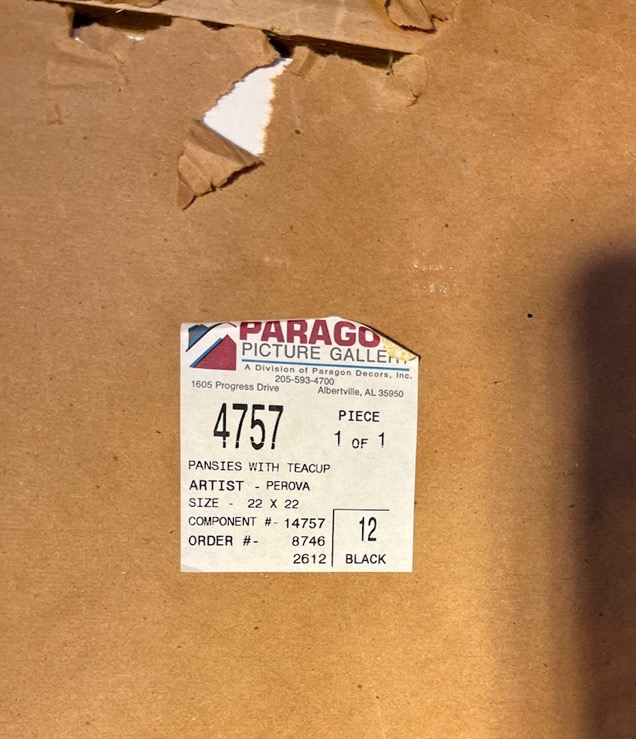 PARAGO
PICTURE GALLERY
A Division of Paragon Decors, Inc.
205-593-4700
1605 Progress Drive Albertville, AL 35950
4757 PIECE
1 OF 1
PANSIES WITH TEACUP
ARTIST - PEROVA
SIZE - 22 X 22
COMPONENT #- 14757
ORDER #- 8746
2612
12
BLACK